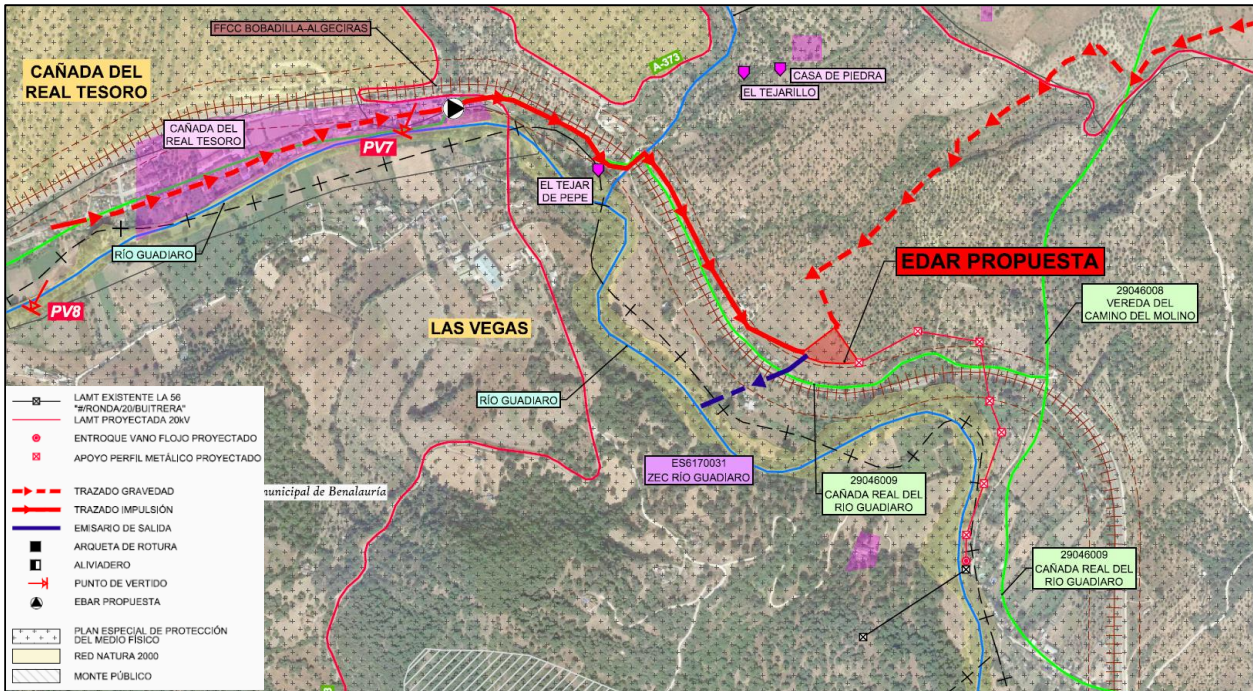 FFCC BOBADILLA-ALGECIRAS
CAÑADA DEL
REAL TESORO
A-373
CASA DE PIEDRA
EL TEJARILLO
CAÑADA DEL
REAL TESORO
PV7
EL TEJAR
DE PEPE
RÍO GUADIARO
EDAR PROPUESTA
29046008
VEREDA DEL
CAMINO DEL MOLINO
PV8
LAS VEGAS
RÍO GUADIARO
ES6170031
ZEC RÍO GUADIARO
29046009
CAÑADA REAL DEL
RIO GUADIARO
29046009
CAÑADA REAL DEL
RIO GUADIARO
municipal de Benalauría
LAMT EXISTENTE LA 56
"#/RONDA/20/BUITRERA"
LAMT PROYECTADA 20kV
ENTROQUE VANO FLOJO PROYECTADO
APOYO PERFIL METÁLICO PROYECTADO
TRAZADO GRAVEDAD
TRAZADO IMPULSIÓN
EMISARIO DE SALIDA
ARQUETA DE ROTURA
ALIVIADERO
PUNTO DE VERTIDO
EBAR PROPUESTA
PLAN ESPECIAL DE PROTECCIÓN
DEL MEDIO FÍSICO
RED NATURA 2000
MONTE PÚBLICO